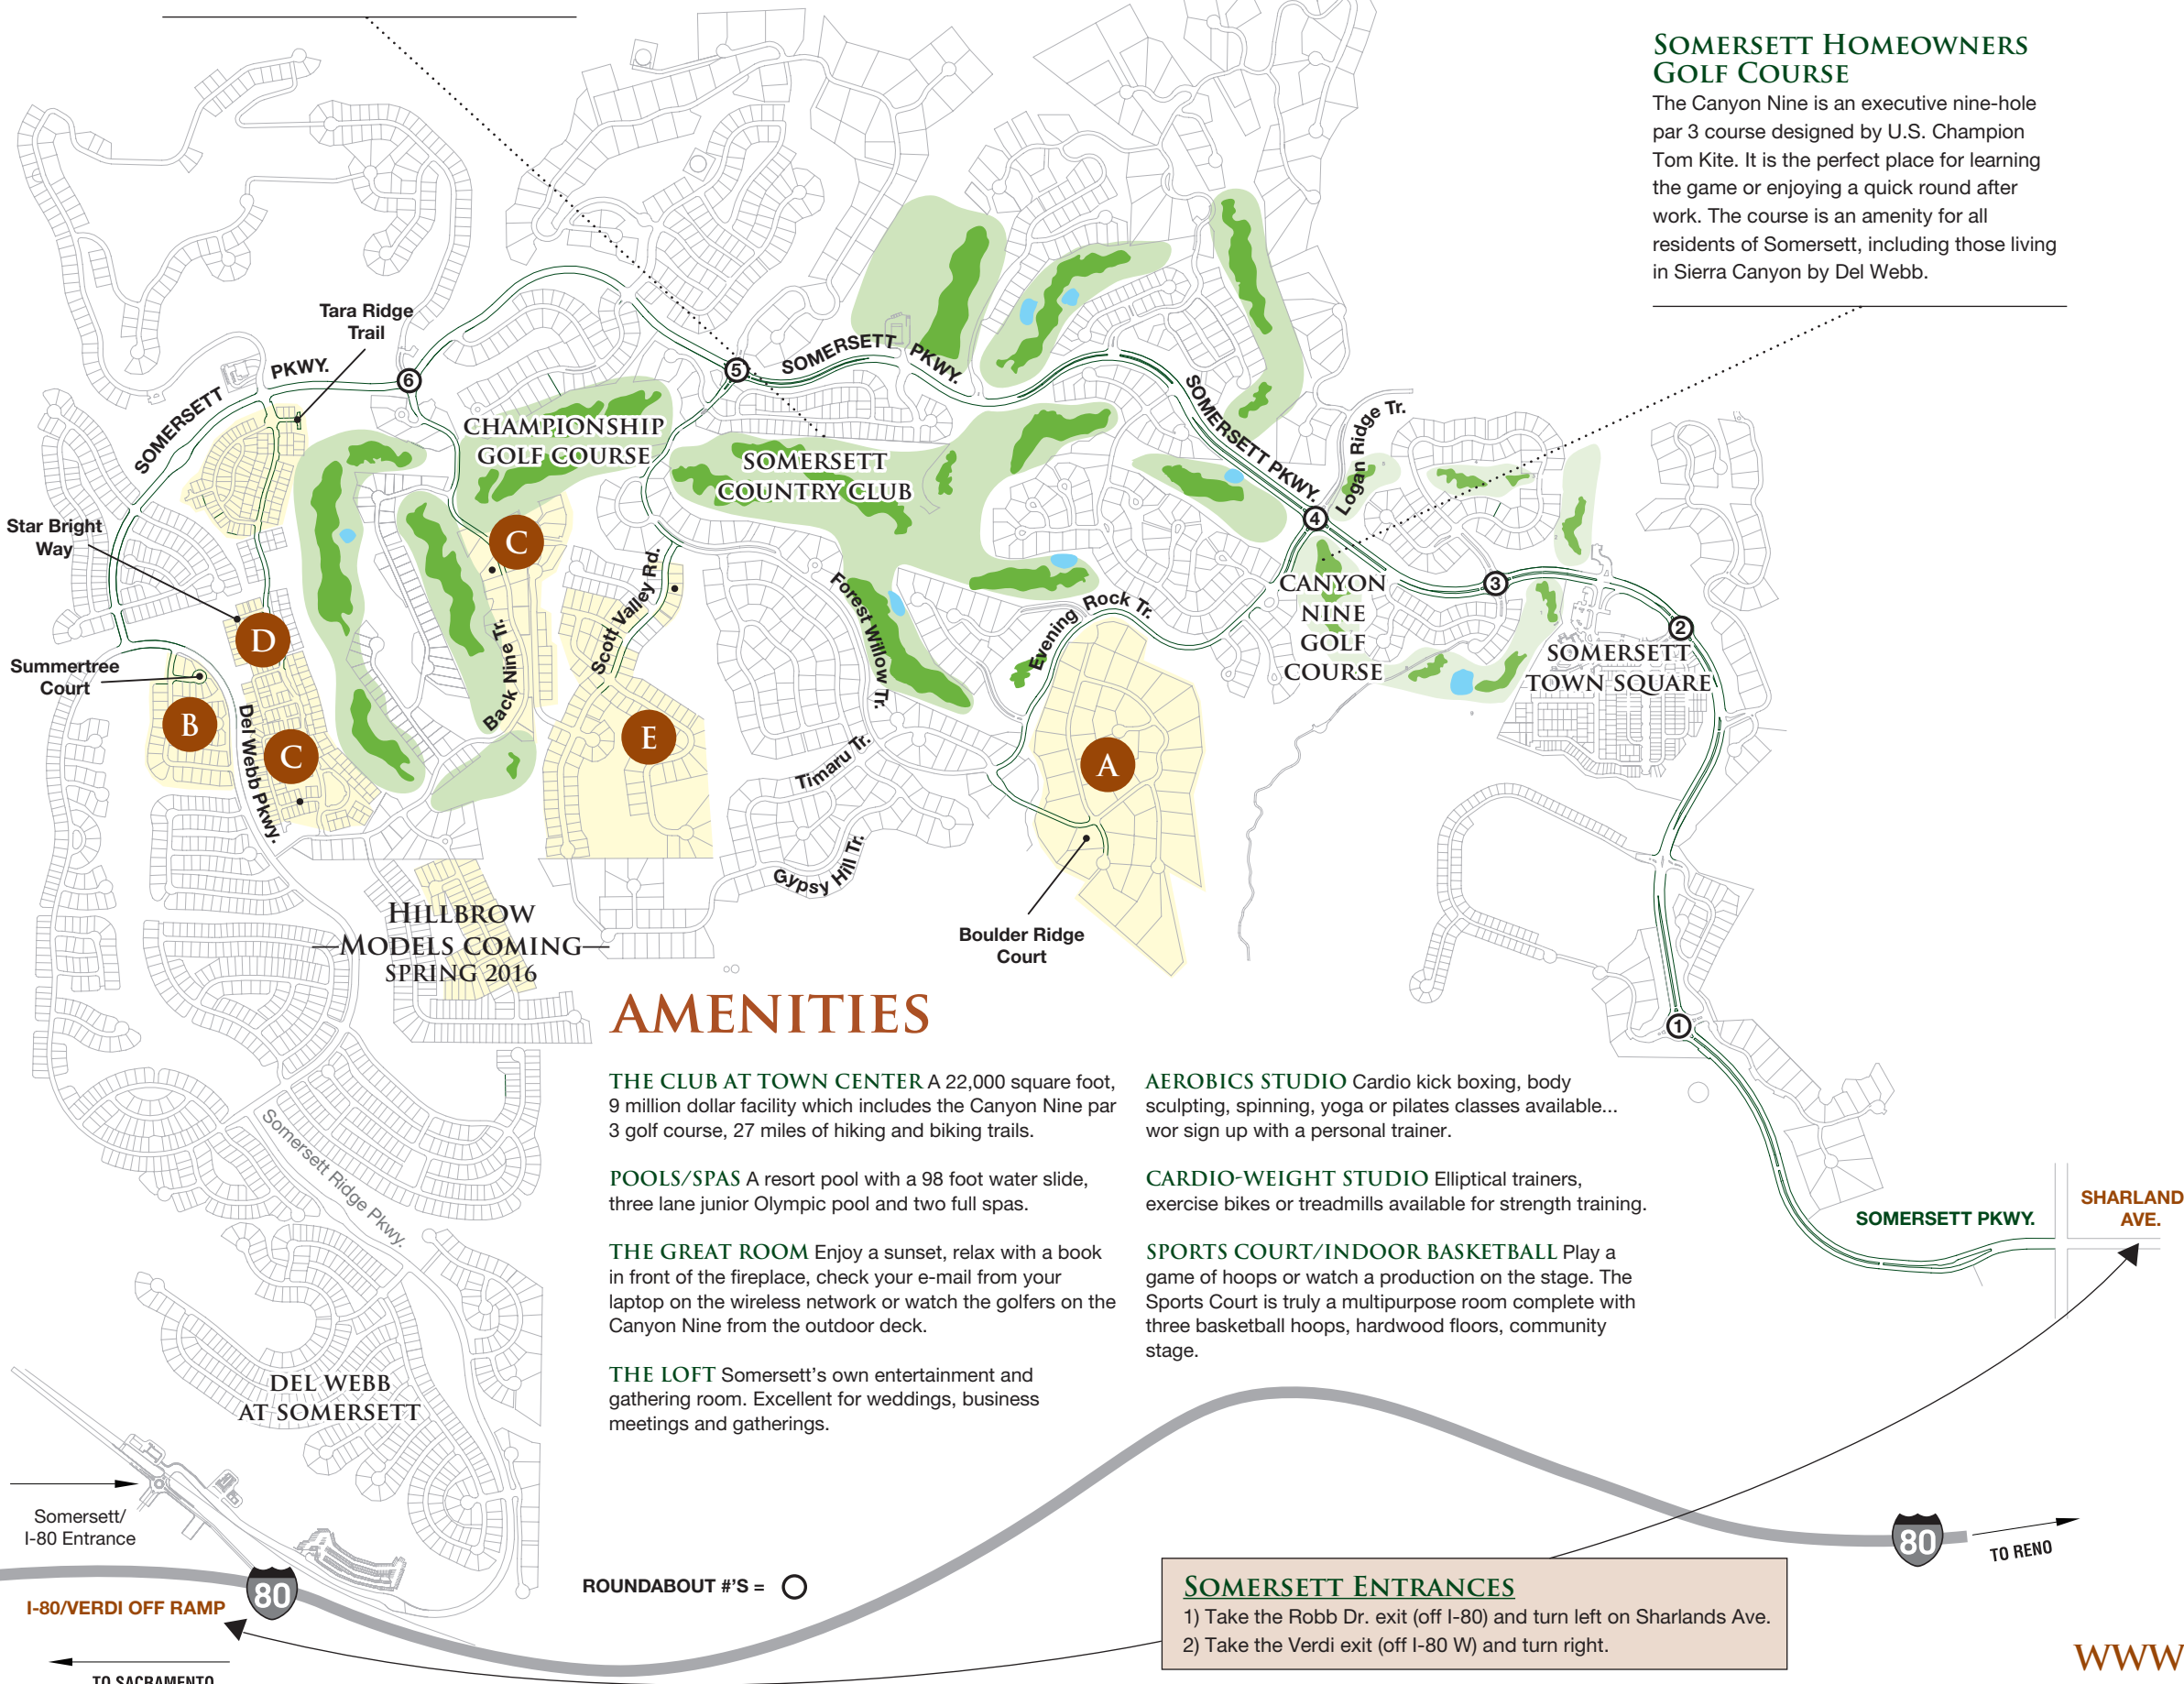 SOMERSETT HOMEOWNERS
GOLF COURSE
The Canyon Nine is an executive nine-hole
par 3 course designed by U.S. Champion
Tom Kite. It is the perfect place for learning
the game or enjoying a quick round after
work. The course is an amenity for all
residents of Somersett, including those living
in Sierra Canyon by Del Webb.
Tara Ridge
Trail
SOMERSETT PKWY.
6
5
SOMERSETT PKWY.
SOMERSETT PKWY.
Logan Ridge Tr.
4
3
2
1
CHAMPIONSHIP
GOLF COURSE
SOMERSETT
COUNTRY CLUB
Star Bright
Way
Summertree
Court
D
B
C
C
E
A
Del Webb Pkwy.
Back Nine Tr.
Scott Valley Rd.
Forest Willow Tr.
Evening Rock Tr.
Timaru Tr.
Gypsy Hill Tr.
CANYON
NINE
GOLF
COURSE
SOMERSETT
TOWN SQUARE
Boulder Ridge
Court
HILLBROW
MODELS COMING
SPRING 2016
Somersett Ridge Pkwy.
DEL WEBB
AT SOMERSETT
AMENITIES
THE CLUB AT TOWN CENTER A 22,000 square foot,
9 million dollar facility which includes the Canyon Nine par
3 golf course, 27 miles of hiking and biking trails.
POOLS/SPAS A resort pool with a 98 foot water slide,
three lane junior Olympic pool and two full spas.
THE GREAT ROOM Enjoy a sunset, relax with a book
in front of the fireplace, check your e-mail from your
laptop on the wireless network or watch the golfers on the
Canyon Nine from the outdoor deck.
THE LOFT Somersett's own entertainment and
gathering room. Excellent for weddings, business
meetings and gatherings.
AEROBICS STUDIO Cardio kick boxing, body
sculpting, spinning, yoga or pilates classes available...
wor sign up with a personal trainer.
CARDIO-WEIGHT STUDIO Elliptical trainers,
exercise bikes or treadmills available for strength training.
SPORTS COURT/INDOOR BASKETBALL Play a
game of hoops or watch a production on the stage. The
Sports Court is truly a multipurpose room complete with
three basketball hoops, hardwood floors, community
stage.
SOMERSETT PKWY.
SHARLAND
AVE.
Somersett/
I-80 Entrance
I-80/VERDI OFF RAMP
80
TO SACRAMENTO
ROUNDABOUT #'S =
80
TO RENO
SOMERSETT ENTRANCES
1) Take the Robb Dr. exit (off I-80) and turn left on Sharlands Ave.
2) Take the Verdi exit (off I-80 W) and turn right.
WWW